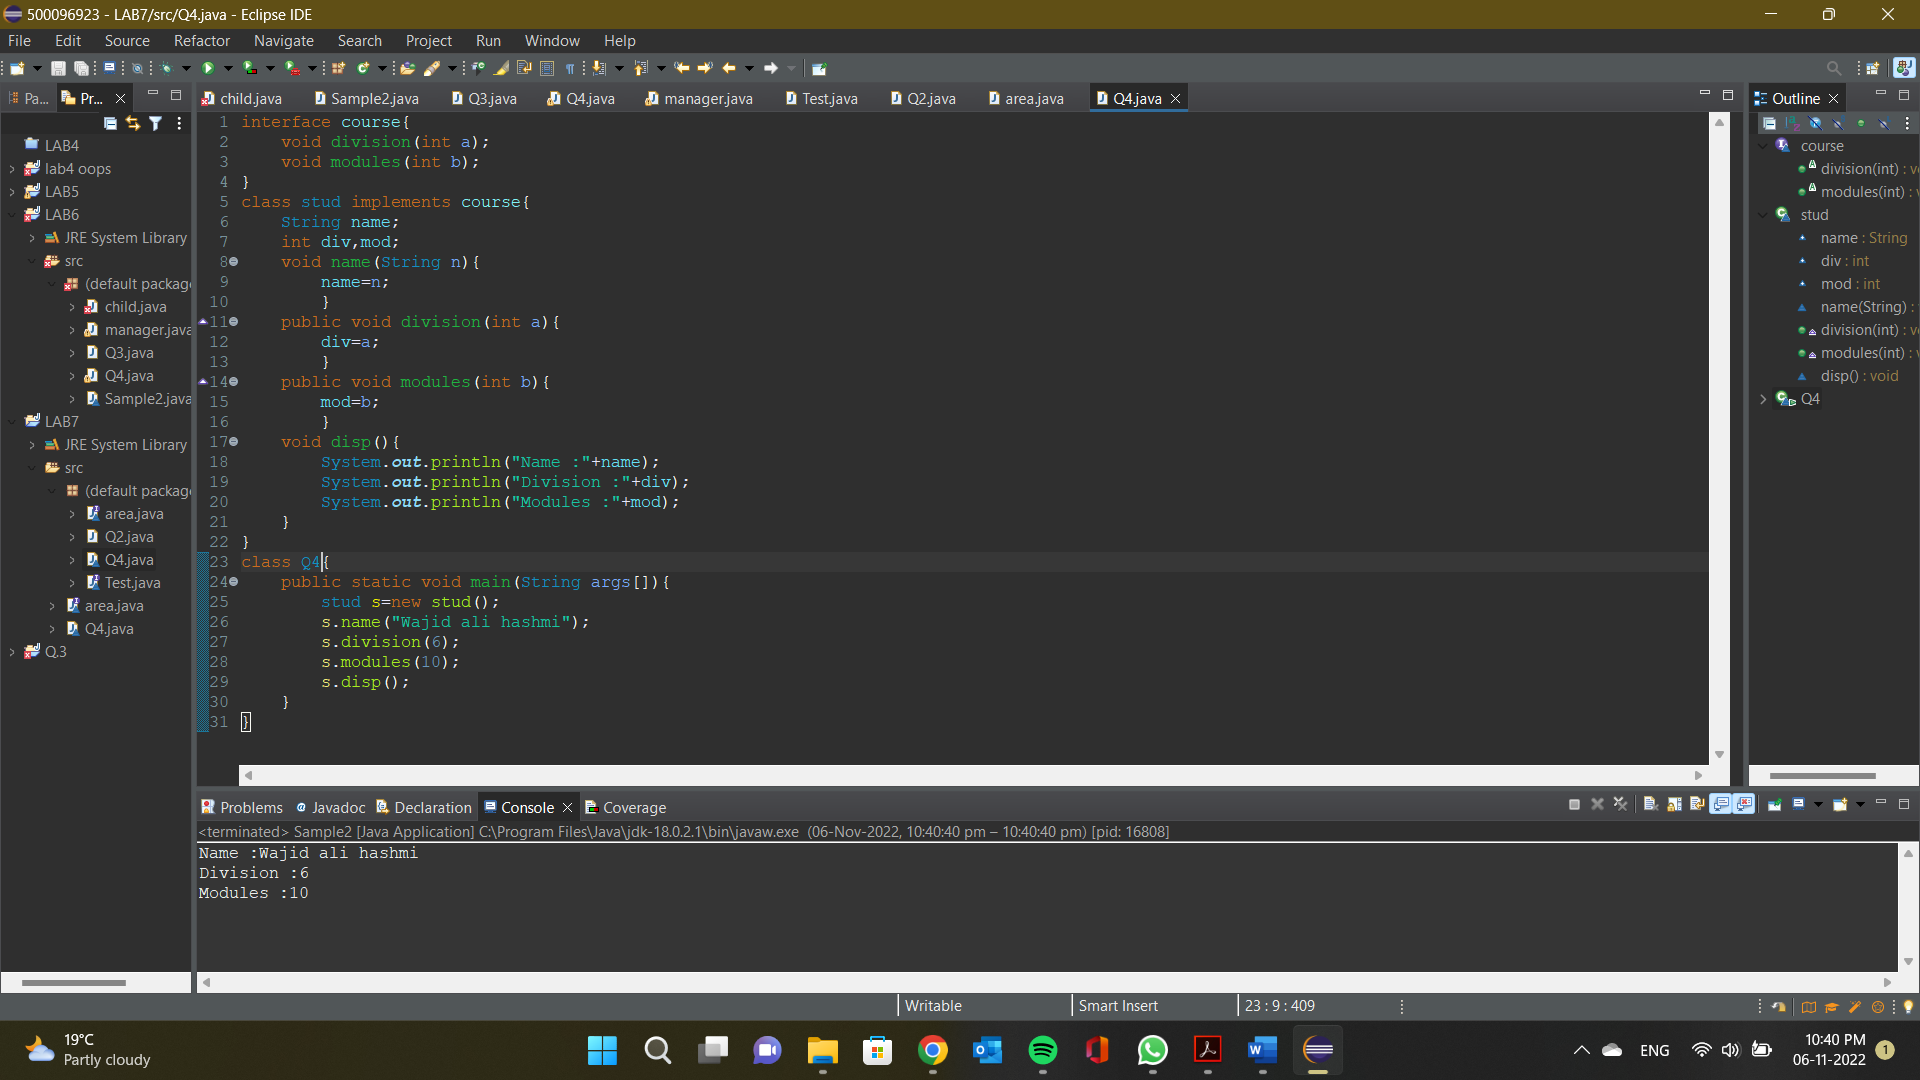 500096923 - LAB7/src/Q4.java - Eclipse IDE
File Edit Source Refactor Navigate Search Project Run Window Help
Pa... Pr...
child.java Sample2.java Q3.java Q4.java manager.java Test.java Q2.java area.java Q4.java
Outline
LAB4
lab4 oops
LAB5
LAB6
JRE System Library
src
(default packag
child.java
manager.java
Q3.java
Q4.java
Sample2.java
LAB7
JRE System Library
src
(default packag
area.java
Q2.java
Q4.java
Test.java
area.java
Q4.java
Q.3
1 interface course{
2 void division(int a);
3 void modules(int b);
4 }
5 class stud implements course{
6 String name;
7 int div,mod;
8 void name(String n){
9 name=n;
10 }
11 public void division(int a){
12 div=a;
13 }
14 public void modules(int b){
15 mod=b;
16 }
17 void disp(){
18 System.out.println("Name :"+name);
19 System.out.println("Division :"+div);
20 System.out.println("Modules :"+mod);
21 }
22 }
23 class Q4{
24 public static void main(String args[]){
25 stud s=new stud();
26 s.name("Wajid ali hashmi");
27 s.division(6);
28 s.modules(10);
29 s.disp();
30 }
31 }
course
division(int) : v
modules(int) :
stud
name : String
div : int
mod : int
name(String) :
division(int) : v
modules(int) :
disp() : void
Q4
Problems Javadoc Declaration Console Coverage
<terminated> Sample2 [Java Application] C:\Program Files\Java\jdk-18.0.2.1\bin\javaw.exe (06-Nov-2022, 10:40:40 pm – 10:40:40 pm) [pid: 16808]
Name :Wajid ali hashmi
Division :6
Modules :10
Writable Smart Insert 23 : 9 : 409
19°C
Partly cloudy
ENG
10:40 PM
06-11-2022
1